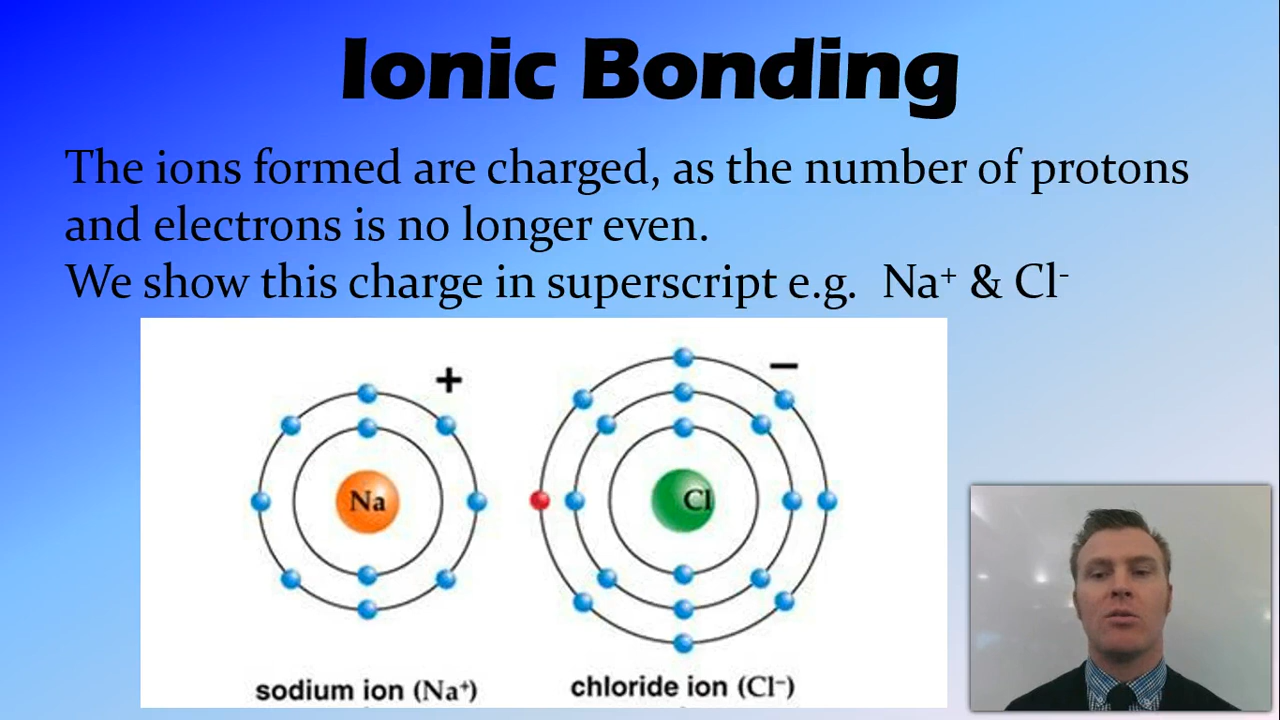 Ionic Bonding
The ions formed are charged, as the number of protons
and electrons is no longer even.
We show this charge in superscript e.g. Na⁺ & Cl⁻
+ −
Na Cl
sodium ion (Na⁺) chloride ion (Cl⁻)